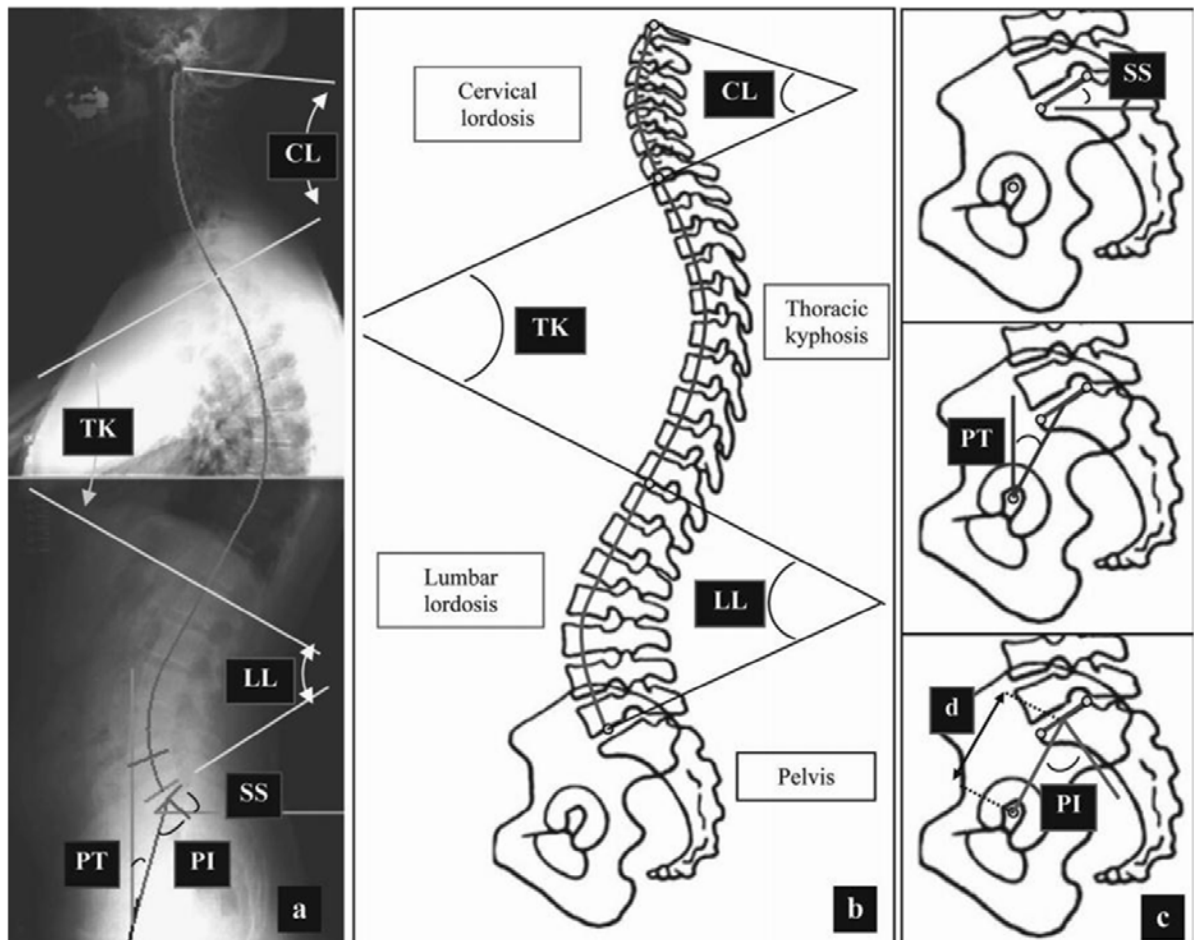 CL
TK
LL
SS
PT
PI
a
Cervical
lordosis
CL
TK
Thoracic
kyphosis
Lumbar
lordosis
LL
Pelvis
b
SS
PT
d
PI
c